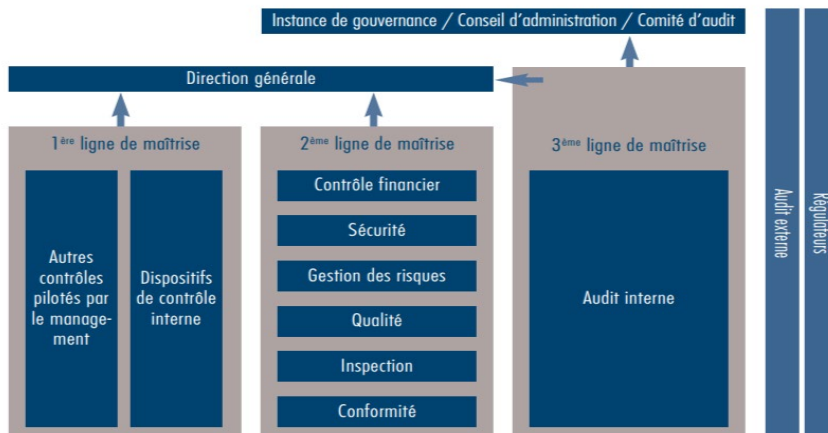 Instance de gouvernance / Conseil d'administration / Comité d'audit
Direction générale
1ère ligne de maîtrise
Autres
contrôles
pilotés par
le manage-
ment
Dispositifs
de contrôle
interne
2ème ligne de maîtrise
Contrôle financier
Sécurité
Gestion des risques
Qualité
Inspection
Conformité
3ème ligne de maîtrise
Audit interne
Audit externe
Régulateurs